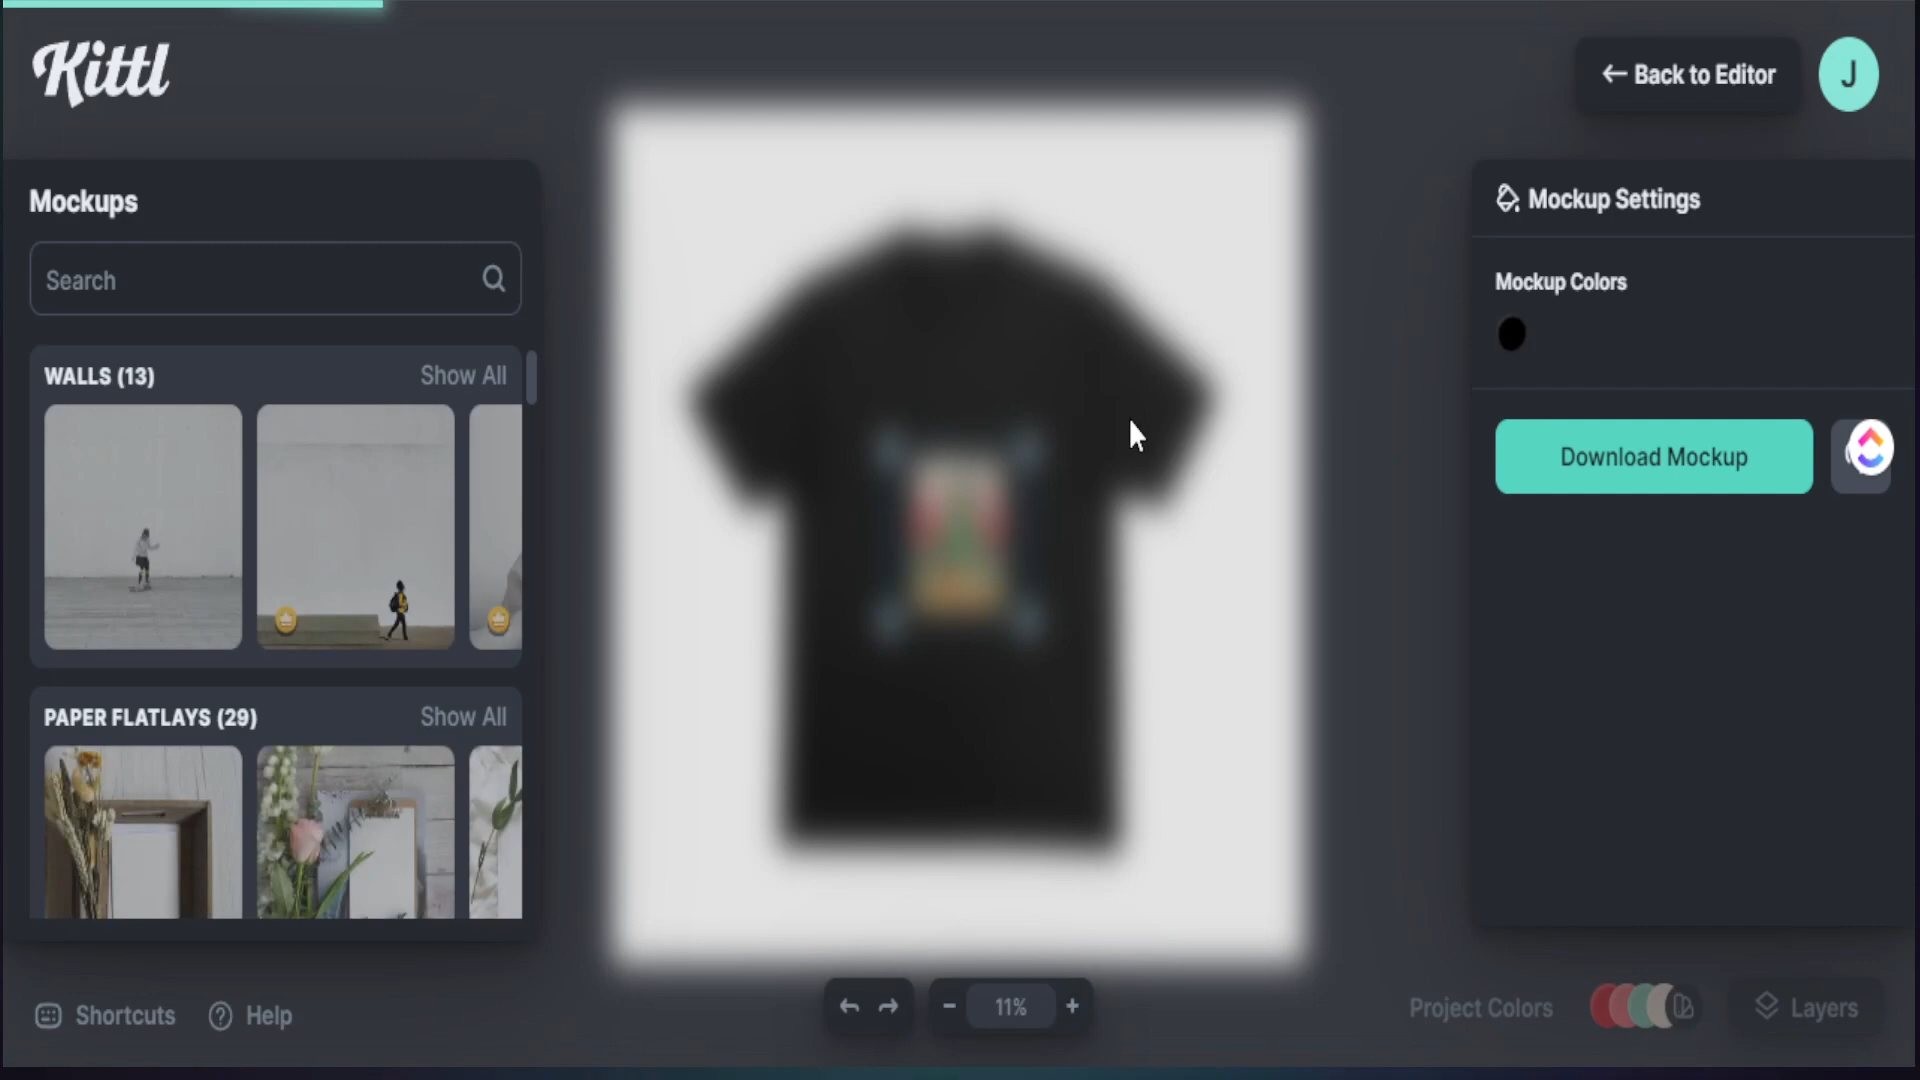 Kittl
← Back to Editor
J
Mockups
Search
WALLS (13)
Show All
PAPER FLATLAYS (29)
Show All
Mockup Settings
Mockup Colors
Download Mockup
Shortcuts
Help
- 11% +
Project Colors
Layers